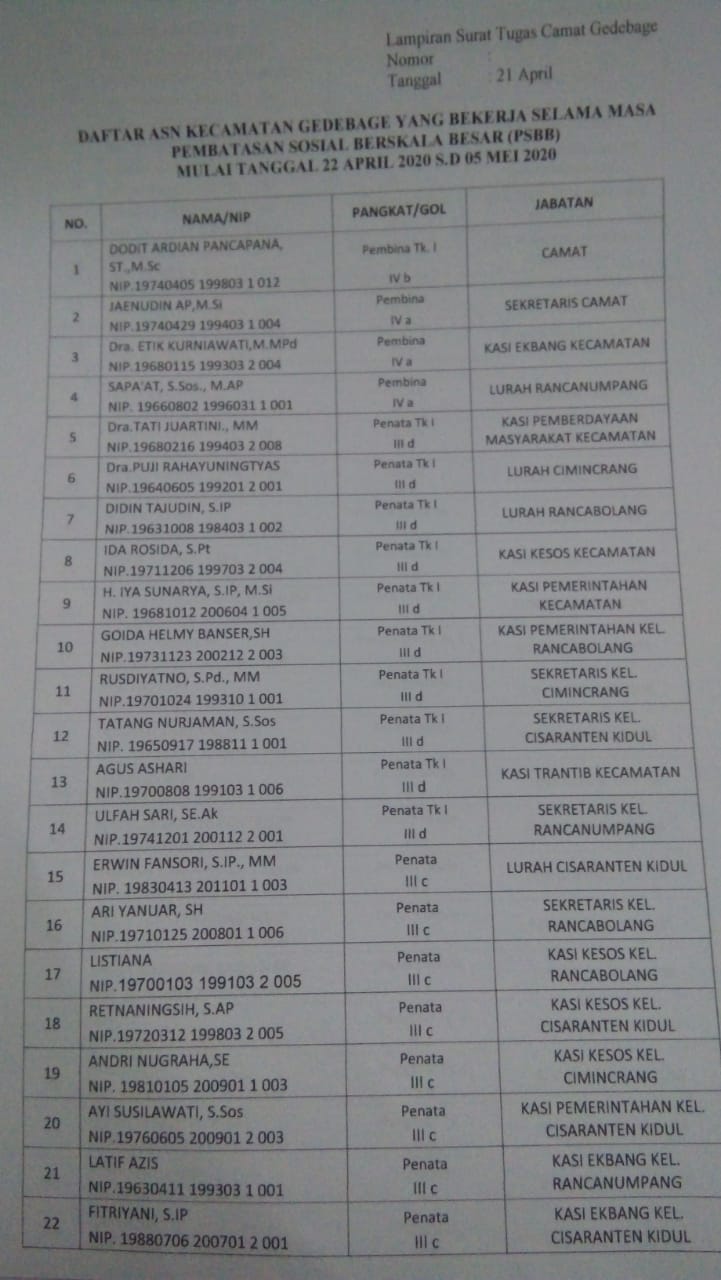 Lampiran Surat Tugas Camat Gedebage
Nomor :
Tanggal : 21 April
DAFTAR ASN KECAMATAN GEDEBAGE YANG BEKERJA SELAMA MASA
PEMBATASAN SOSIAL BERSKALA BESAR (PSBB)
MULAI TANGGAL 22 APRIL 2020 S.D 05 MEI 2020
NO. NAMA/NIP PANGKAT/GOL JABATAN
1 DODIT ARDIAN PANCAPANA, Pembina Tk. I CAMAT
ST.,M.Sc
NIP.19740405 199803 1 012 IV b
2 JAENUDIN AP,M.Si Pembina SEKRETARIS CAMAT
NIP.19740429 199403 1 004 IV a
3 Dra. ETIK KURNIAWATI,M.MPd Pembina KASI EKBANG KECAMATAN
NIP.19680115 199303 2 004 IV a
4 SAPA'AT, S.Sos., M.AP Pembina LURAH RANCANUMPANG
NIP. 19660802 1996031 1 001 IV a
5 Dra.TATI JUARTINI., MM Penata Tk I KASI PEMBERDAYAAN
NIP.19680216 199403 2 008 III d MASYARAKAT KECAMATAN
6 Dra.PUJI RAHAYUNINGTYAS Penata Tk I LURAH CIMINCRANG
NIP.19640605 199201 2 001 III d
7 DIDIN TAJUDIN, S.IP Penata Tk I LURAH RANCABOLANG
NIP.19631008 198403 1 002 III d
8 IDA ROSIDA, S.Pt Penata Tk I KASI KESOS KECAMATAN
NIP.19711206 199703 2 004 III d
9 H. IYA SUNARYA, S.IP, M.Si Penata Tk I KASI PEMERINTAHAN
NIP. 19681012 200604 1 005 III d KECAMATAN
10 GOIDA HELMY BANSER,SH Penata Tk I KASI PEMERINTAHAN KEL.
NIP.19731123 200212 2 003 III d RANCABOLANG
11 RUSDIYATNO, S.Pd., MM Penata Tk I SEKRETARIS KEL.
NIP.19701024 199310 1 001 III d CIMINCRANG
12 TATANG NURJAMAN, S.Sos Penata Tk I SEKRETARIS KEL.
NIP. 19650917 198811 1 001 III d CISARANTEN KIDUL
13 AGUS ASHARI Penata Tk I KASI TRANTIB KECAMATAN
NIP.19700808 199103 1 006 III d
14 ULFAH SARI, SE.Ak Penata Tk I SEKRETARIS KEL.
NIP.19741201 200112 2 001 III d RANCANUMPANG
15 ERWIN FANSORI, S.IP., MM Penata LURAH CISARANTEN KIDUL
NIP. 19830413 201101 1 003 III c
16 ARI YANUAR, SH Penata SEKRETARIS KEL.
NIP.19710125 200801 1 006 III c RANCABOLANG
17 LISTIANA Penata KASI KESOS KEL.
NIP.19700103 199103 2 005 III c RANCABOLANG
18 RETNANINGSIH, S.AP Penata KASI KESOS KEL.
NIP.19720312 199803 2 005 III c CISARANTEN KIDUL
19 ANDRI NUGRAHA,SE Penata KASI KESOS KEL.
NIP. 19810105 200901 1 003 III c CIMINCRANG
20 AYI SUSILAWATI, S.Sos Penata KASI PEMERINTAHAN KEL.
NIP.19760605 200901 2 003 III c CISARANTEN KIDUL
21 LATIF AZIS Penata KASI EKBANG KEL.
NIP.19630411 199303 1 001 III c RANCANUMPANG
22 FITRIYANI, S.IP Penata KASI EKBANG KEL.
NIP. 19880706 200701 2 001 III c CISARANTEN KIDUL